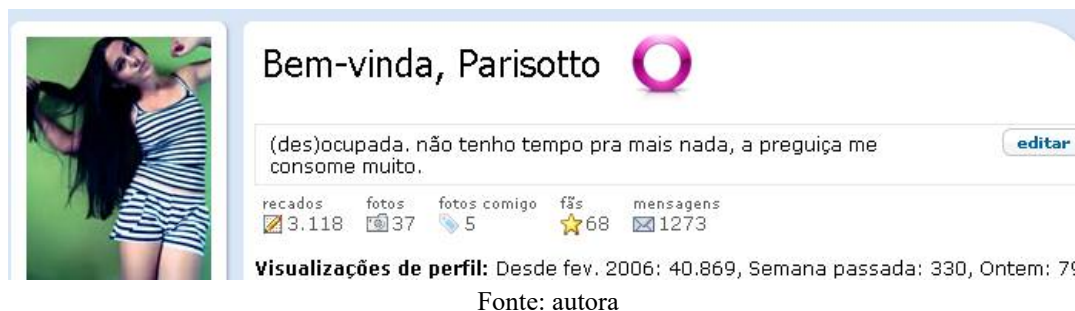 Bem-vinda, Parisotto
(des)ocupada. não tenho tempo pra mais nada, a preguiça me
consome muito.
editar
recados fotos fotos comigo fãs mensagens
3.118 37 5 68 1273
Visualizações de perfil: Desde fev. 2006: 40.869, Semana passada: 330, Ontem: 79
Fonte: autora